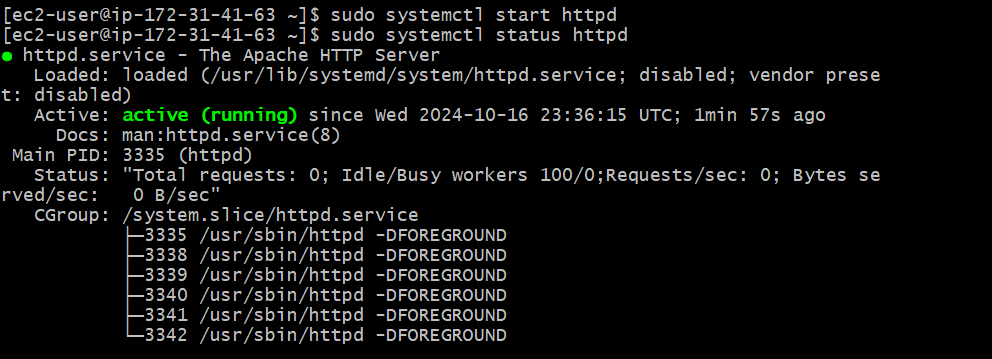 [ec2-user@ip-172-31-41-63 ~]$ sudo systemctl start httpd
[ec2-user@ip-172-31-41-63 ~]$ sudo systemctl status httpd
● httpd.service - The Apache HTTP Server
   Loaded: loaded (/usr/lib/systemd/system/httpd.service; disabled; vendor prese
t: disabled)
   Active: active (running) since Wed 2024-10-16 23:36:15 UTC; 1min 57s ago
     Docs: man:httpd.service(8)
 Main PID: 3335 (httpd)
   Status: "Total requests: 0; Idle/Busy workers 100/0;Requests/sec: 0; Bytes se
rved/sec:   0 B/sec"
   CGroup: /system.slice/httpd.service
           ├─3335 /usr/sbin/httpd -DFOREGROUND
           ├─3338 /usr/sbin/httpd -DFOREGROUND
           ├─3339 /usr/sbin/httpd -DFOREGROUND
           ├─3340 /usr/sbin/httpd -DFOREGROUND
           ├─3341 /usr/sbin/httpd -DFOREGROUND
           └─3342 /usr/sbin/httpd -DFOREGROUND